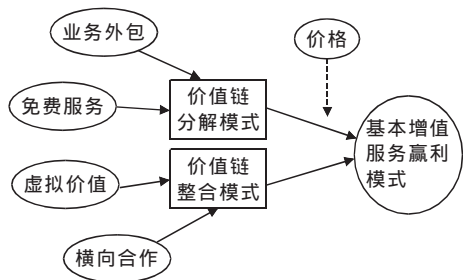 业务外包
价格
免费服务
价值链
分解模式
基本增值
服务赢利
模式
虚拟价值
价值链
整合模式
横向合作